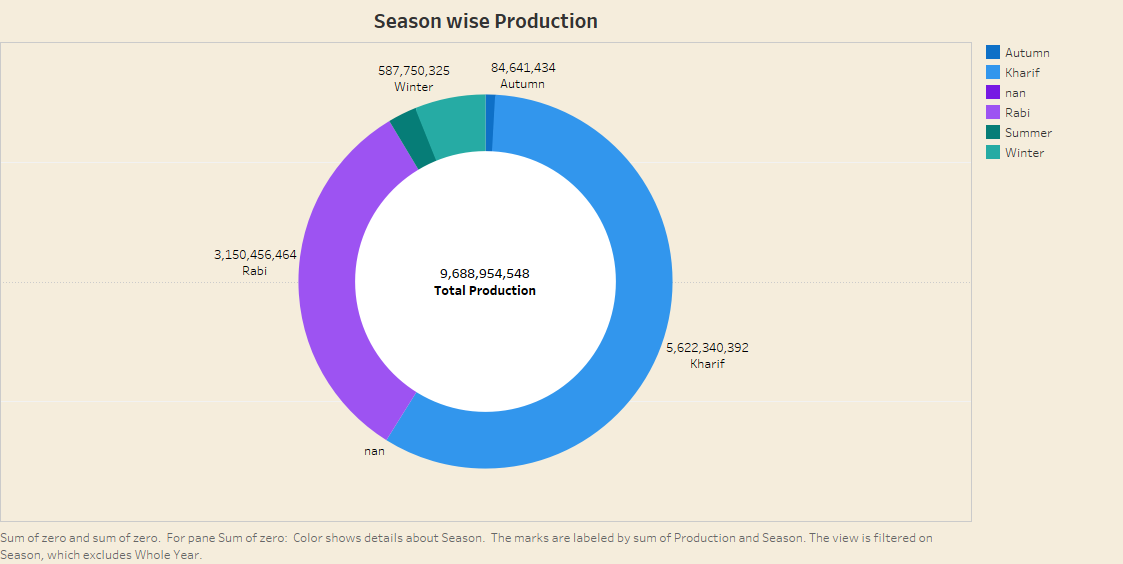 Season wise Production
587,750,325
Winter
84,641,434
Autumn
3,150,456,464
Rabi
9,688,954,548
Total Production
5,622,340,392
Kharif
nan
Autumn
Kharif
nan
Rabi
Summer
Winter
Sum of zero and sum of zero.  For pane Sum of zero:  Color shows details about Season.  The marks are labeled by sum of Production and Season. The view is filtered on
Season, which excludes Whole Year.